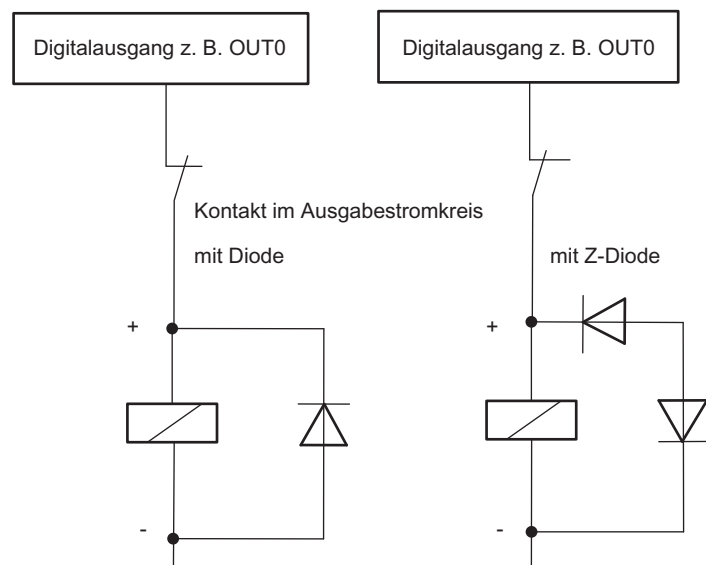 Digitalausgang z. B. OUT0
Digitalausgang z. B. OUT0
Kontakt im Ausgabestromkreis
mit Diode
mit Z-Diode
+
+
-
-